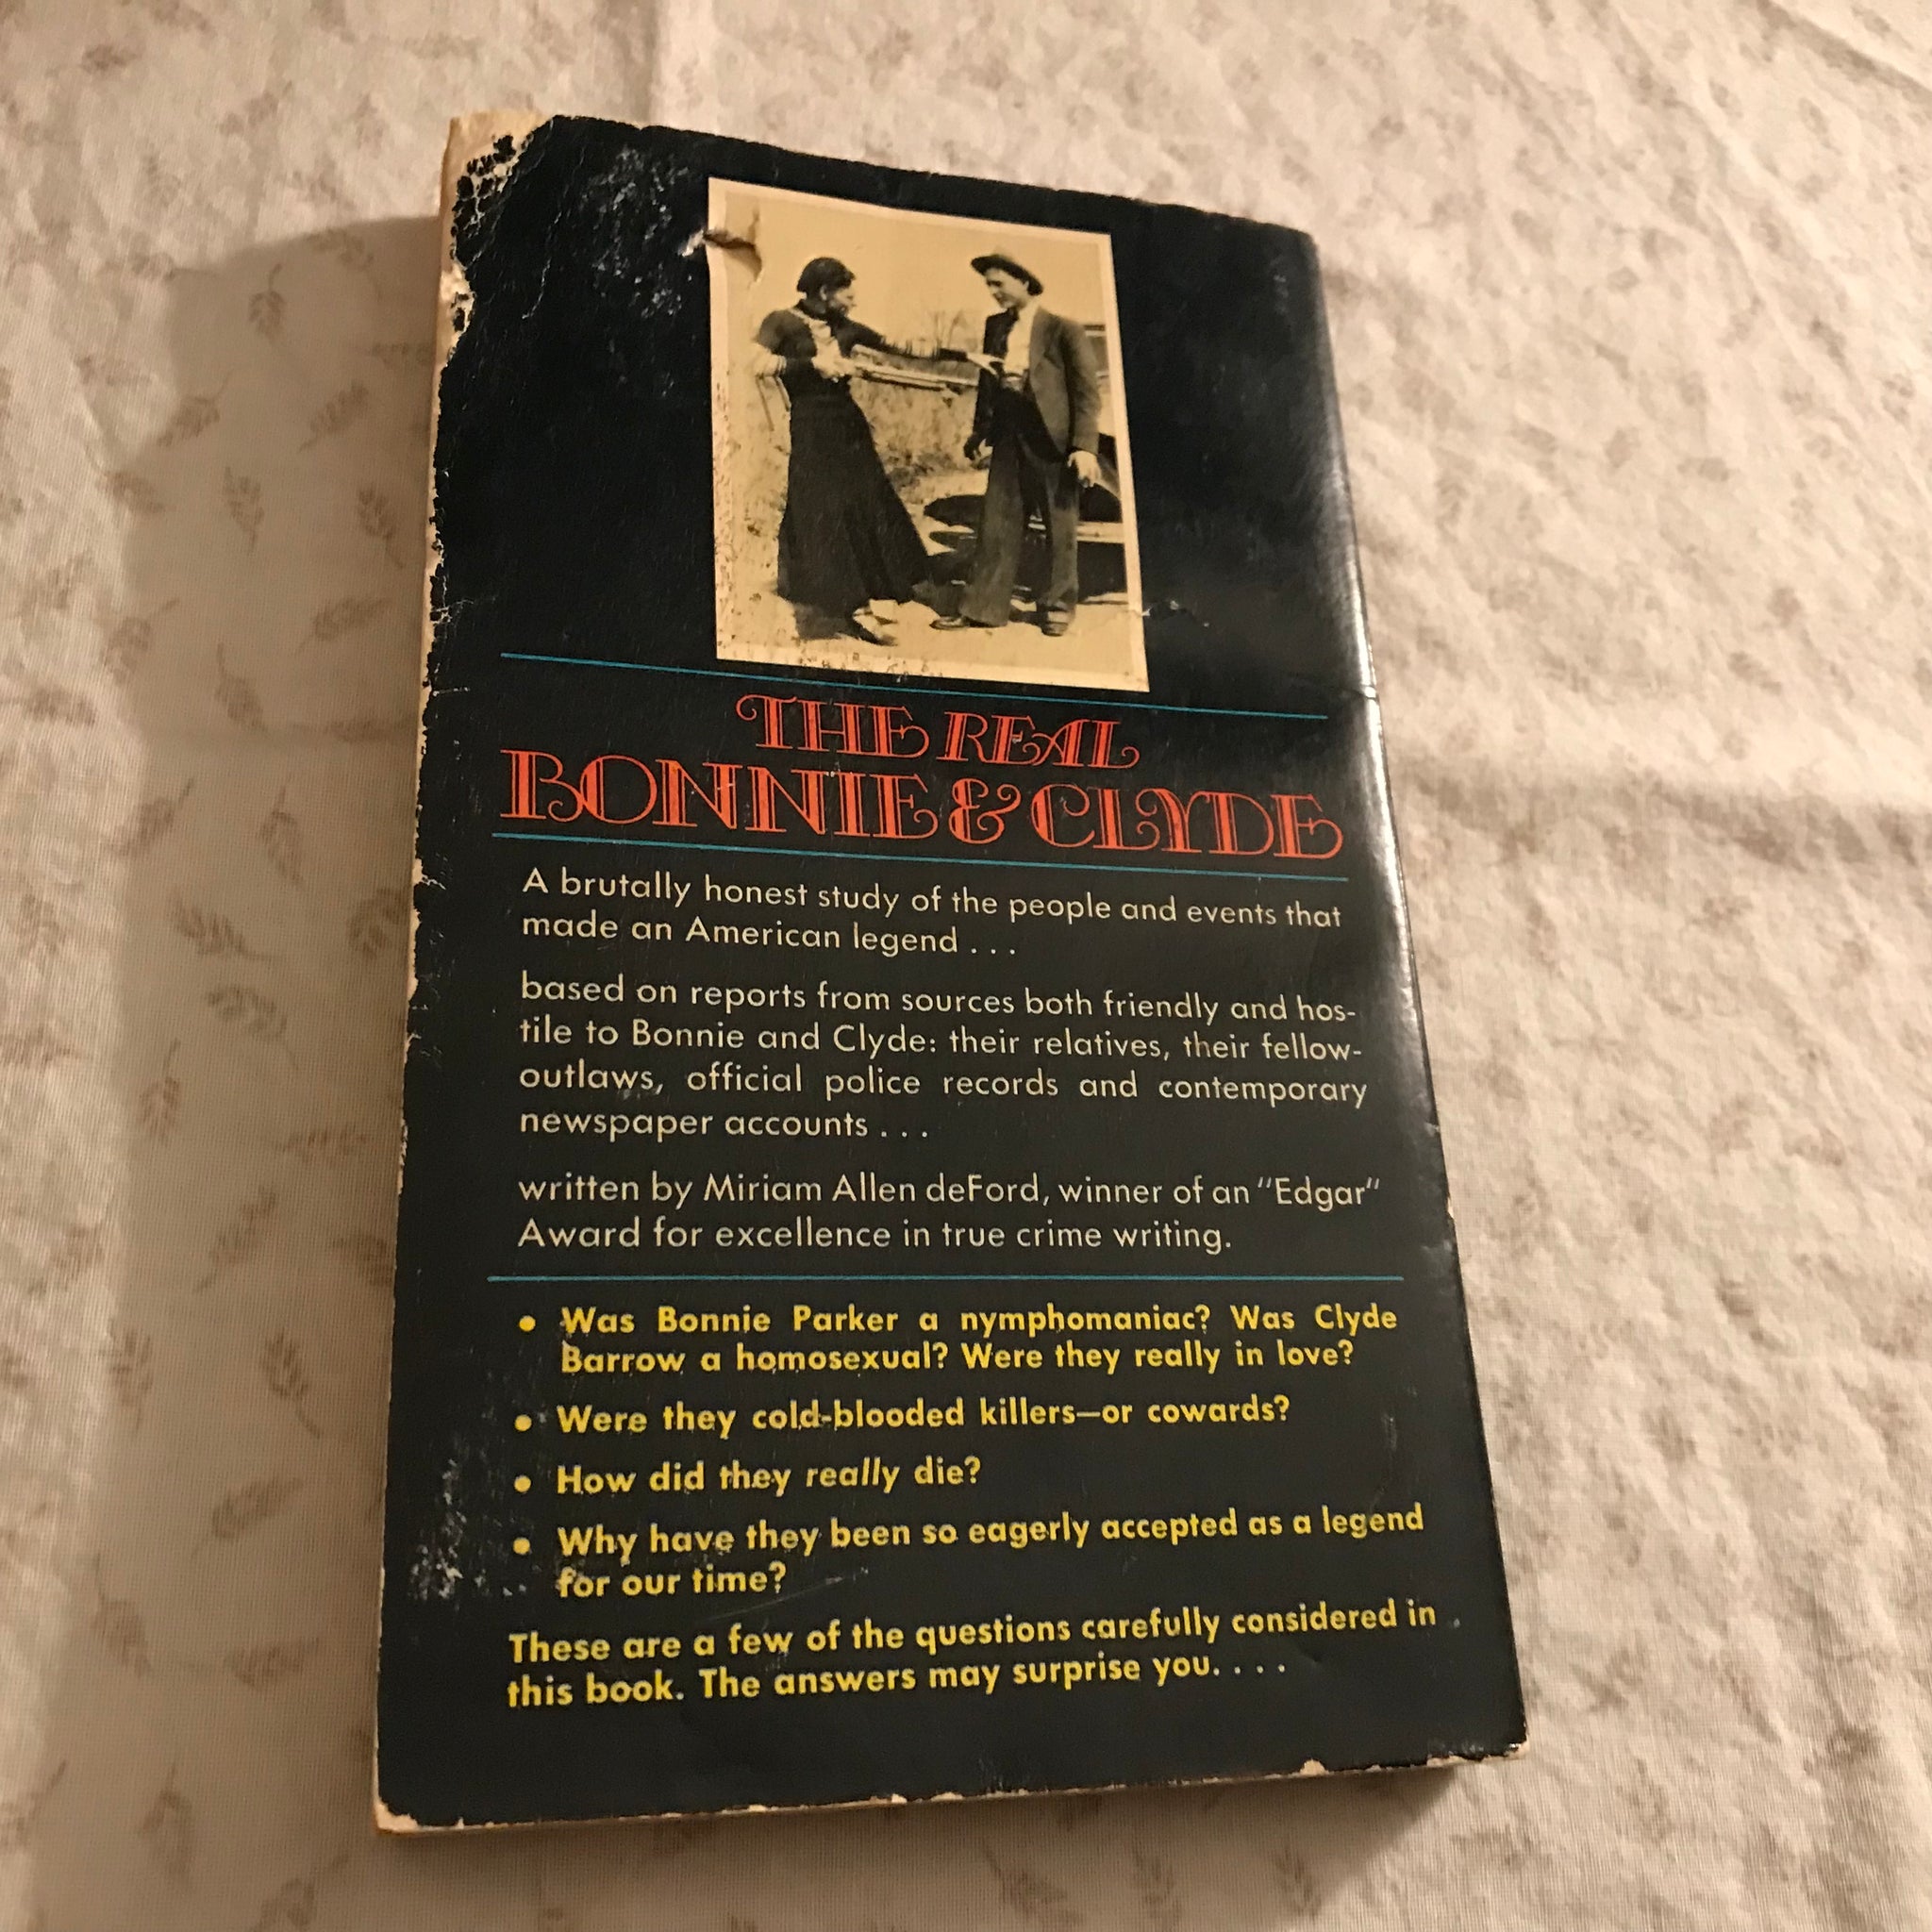 THE REAL
BONNIE & CLYDE
A brutally honest study of the people and events that
made an American legend . . .
based on reports from sources both friendly and hos-
tile to Bonnie and Clyde: their relatives, their fellow-
outlaws, official police records and contemporary
newspaper accounts . . .
written by Miriam Allen deFord, winner of an "Edgar"
Award for excellence in true crime writing.
• Was Bonnie Parker a nymphomaniac? Was Clyde
Barrow a homosexual? Were they really in love?
• Were they cold-blooded killers—or cowards?
• How did they really die?
• Why have they been so eagerly accepted as a legend
for our time?
These are a few of the questions carefully considered in
this book. The answers may surprise you. . . .